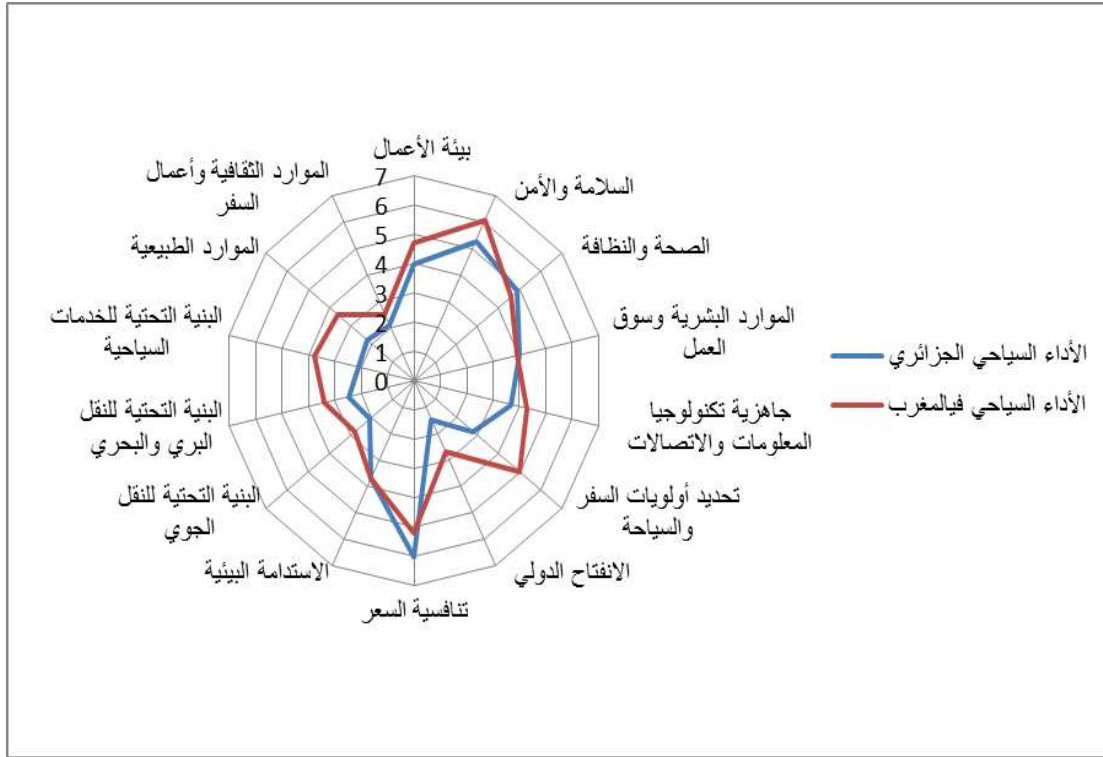 بيئة الأعمال
السلامة والأمن
الصحة والنظافة
الموارد البشرية وسوق
العمل
جاهزية تكنولوجيا
المعلومات والاتصالات
تحديد أولويات السفر
والسياحة
الانفتاح الدولي
تنافسية السعر
الاستدامة البيئية
البنية التحتية للنقل
الجوي
البنية التحتية للنقل
البري والبحري
البنية التحتية للخدمات
السياحية
الموارد الطبيعية
الموارد الثقافية وأعمال
السفر
7
6
5
4
3
2
1
0
الأداء السياحي الجزائري
الأداء السياحي فيالمغرب